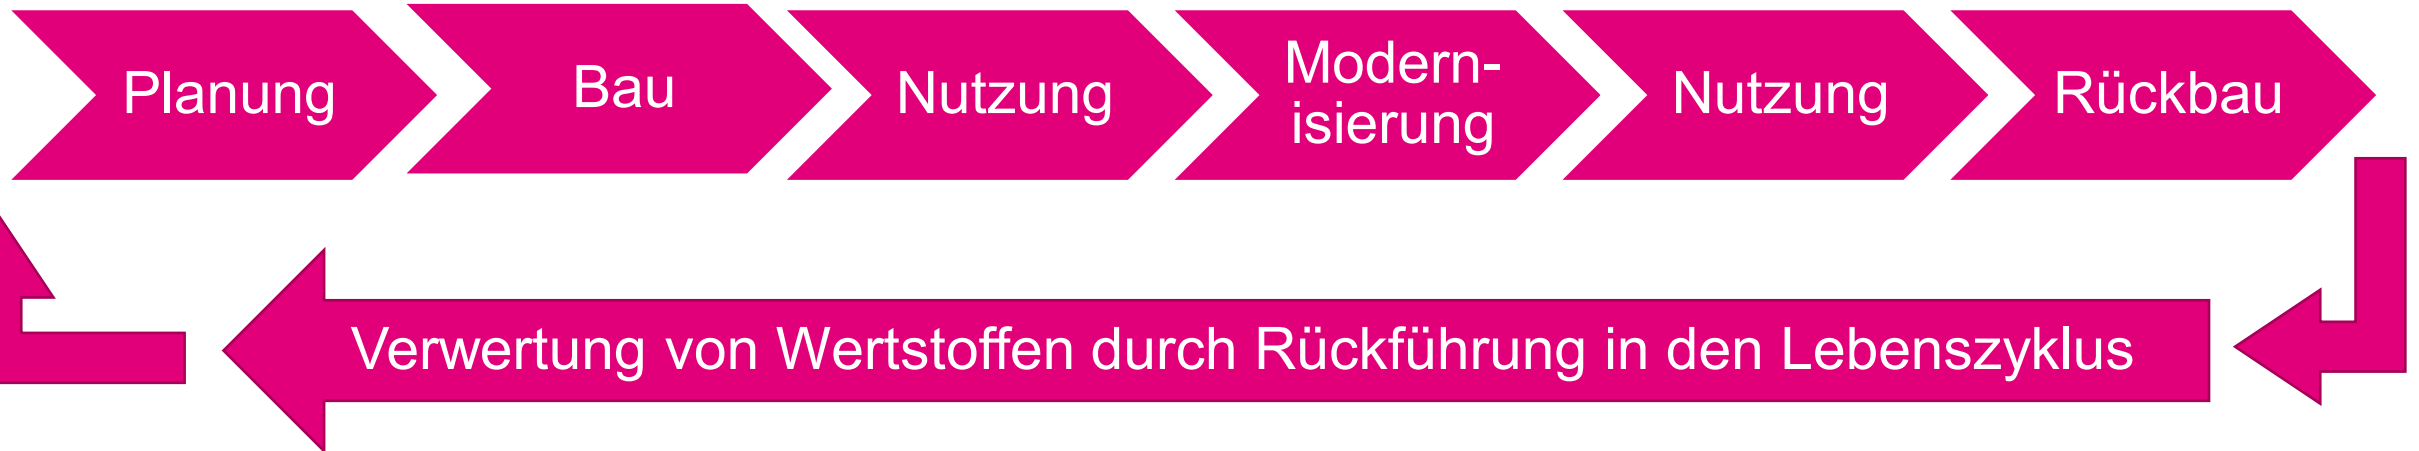 Planung
Bau
Nutzung
Modern-
isierung
Nutzung
Rückbau
Verwertung von Wertstoffen durch Rückführung in den Lebenszyklus